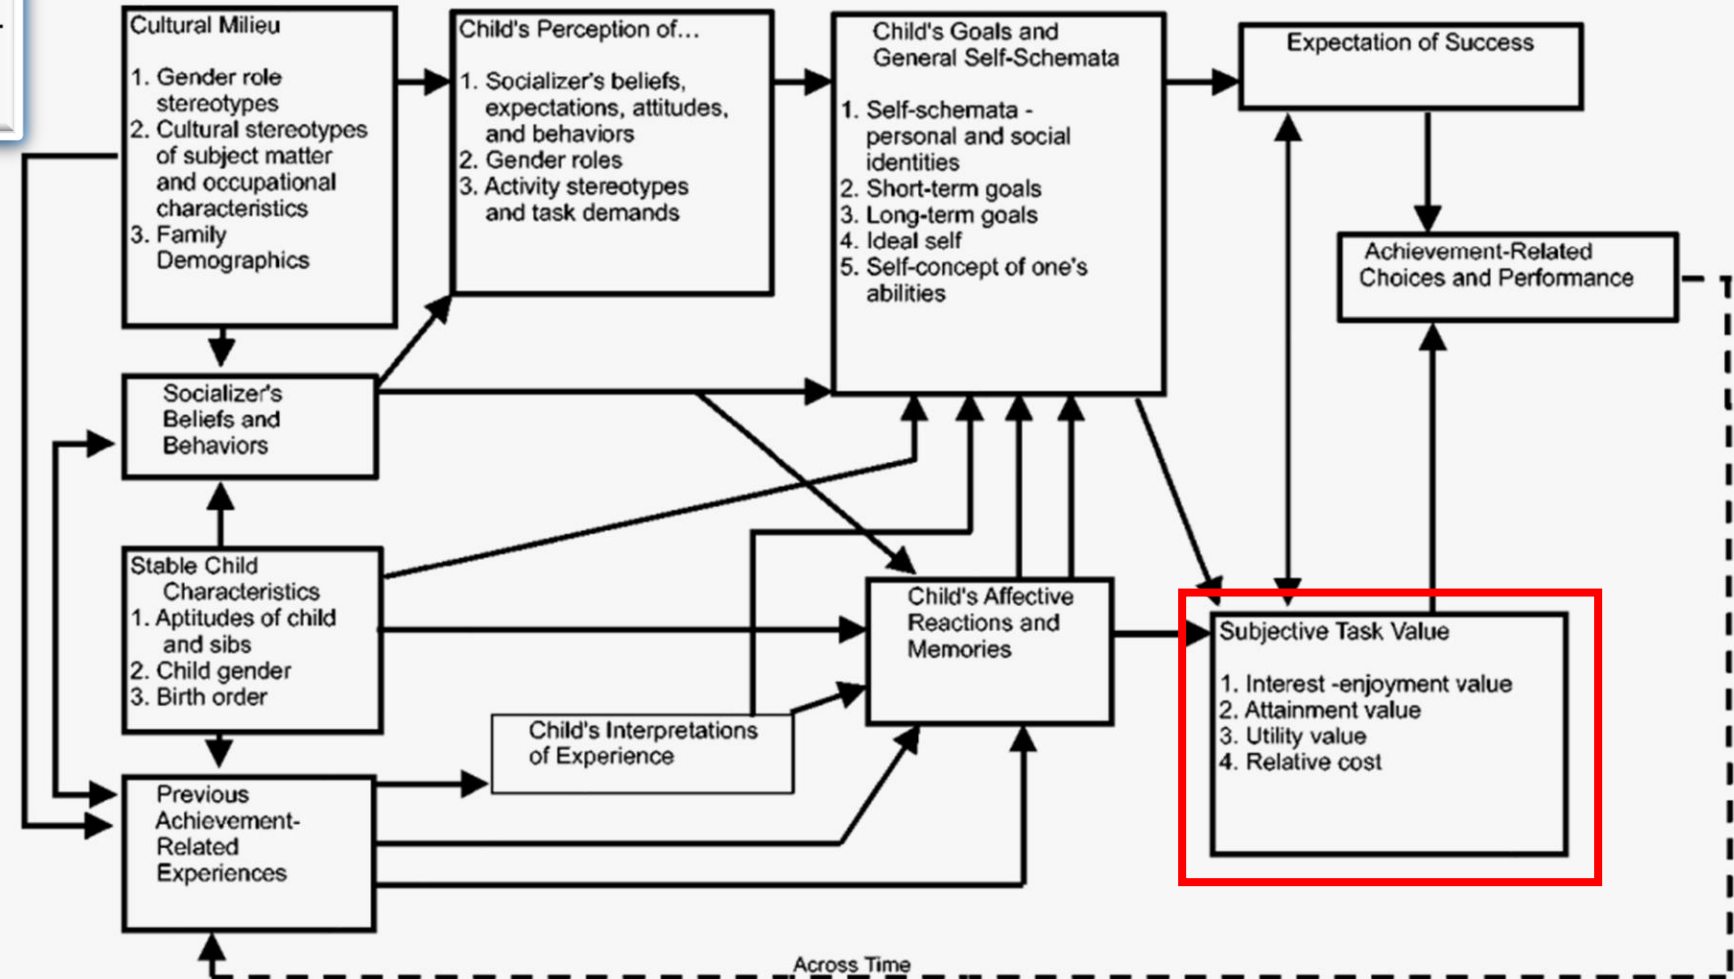 Cultural Milieu
1. Gender role
stereotypes
2. Cultural stereotypes
of subject matter
and occupational
characteristics
3. Family
Demographics
Child's Perception of...
1. Socializer's beliefs,
expectations, attitudes,
and behaviors
2. Gender roles
3. Activity stereotypes
and task demands
Child's Goals and
General Self-Schemata
1. Self-schemata -
personal and social
identities
2. Short-term goals
3. Long-term goals
4. Ideal self
5. Self-concept of one's
abilities
Expectation of Success
Achievement-Related
Choices and Performance
Socializer's
Beliefs and
Behaviors
Stable Child
Characteristics
1. Aptitudes of child
and sibs
2. Child gender
3. Birth order
Child's Affective
Reactions and
Memories
Subjective Task Value
1. Interest -enjoyment value
2. Attainment value
3. Utility value
4. Relative cost
Child's Interpretations
of Experience
Previous
Achievement-
Related
Experiences
Across Time